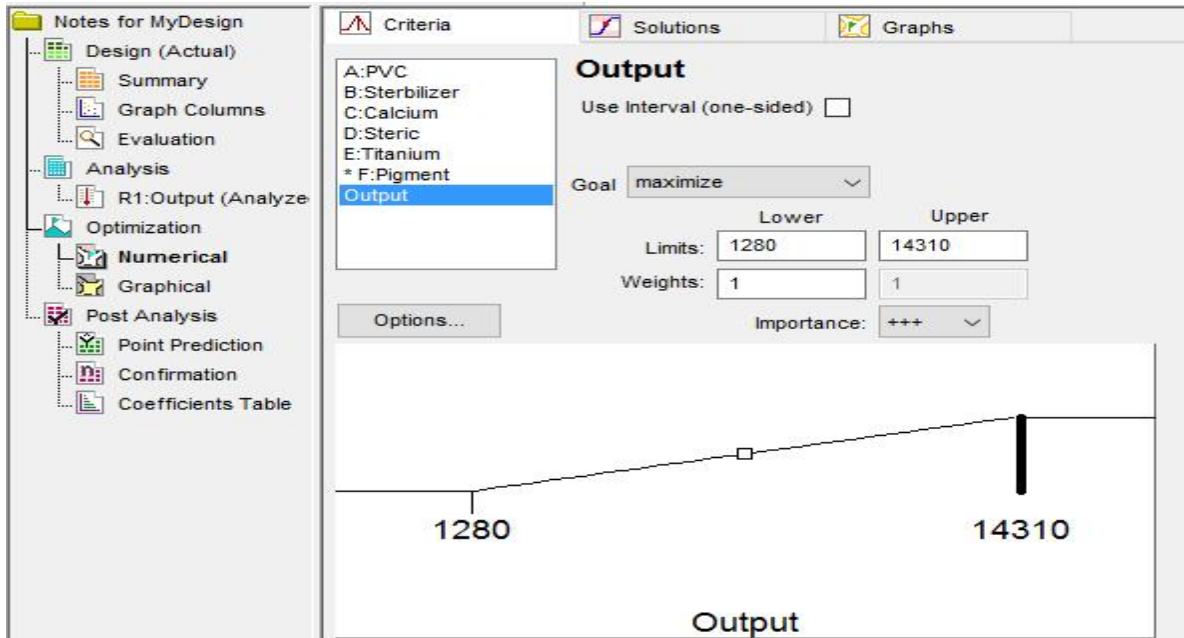 Notes for MyDesign
Design (Actual)
Summary
Graph Columns
Evaluation
Analysis
R1:Output (Analyze
Optimization
Numerical
Graphical
Post Analysis
Point Prediction
Confirmation
Coefficients Table
Criteria
Solutions
Graphs
A:PVC
B:Sterbilizer
C:Calcium
D:Steric
E:Titanium
* F:Pigment
Output
Options...
Output
Use Interval (one-sided)
Goal maximize
Lower Upper
Limits: 1280 14310
Weights: 1 1
Importance: +++
1280 14310
Output